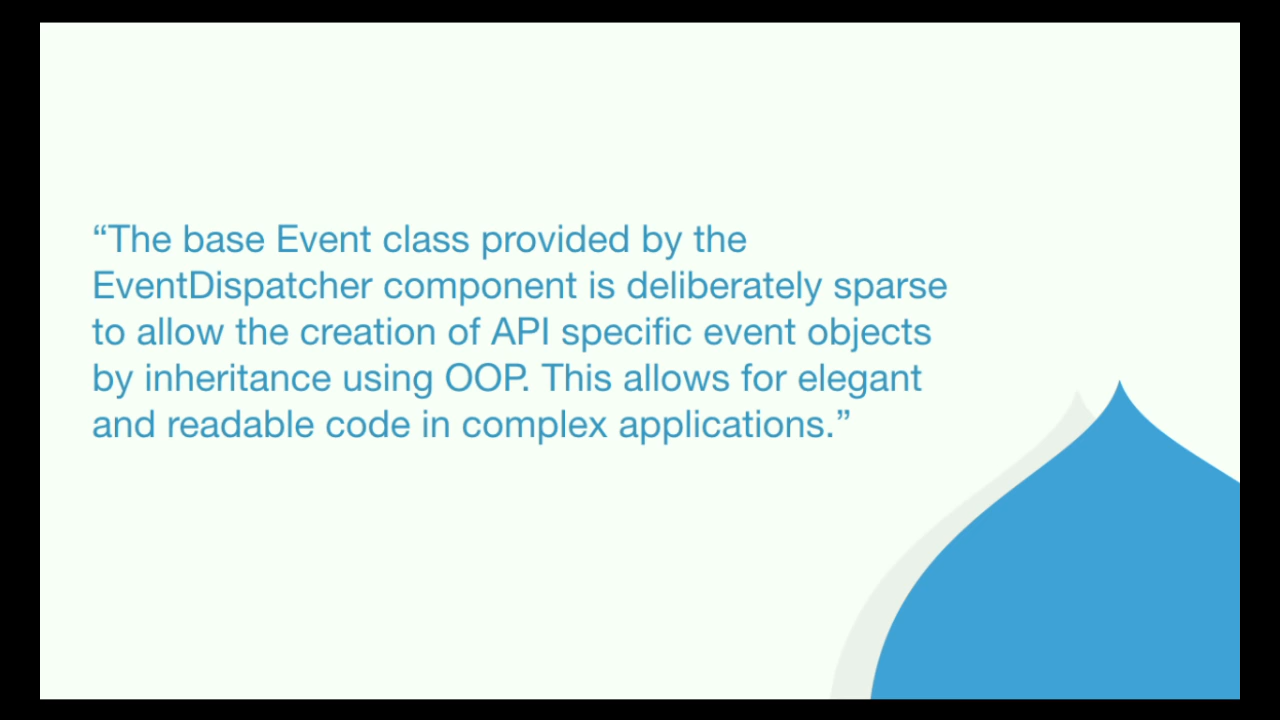 “The base Event class provided by the
EventDispatcher component is deliberately sparse
to allow the creation of API specific event objects
by inheritance using OOP. This allows for elegant
and readable code in complex applications.”